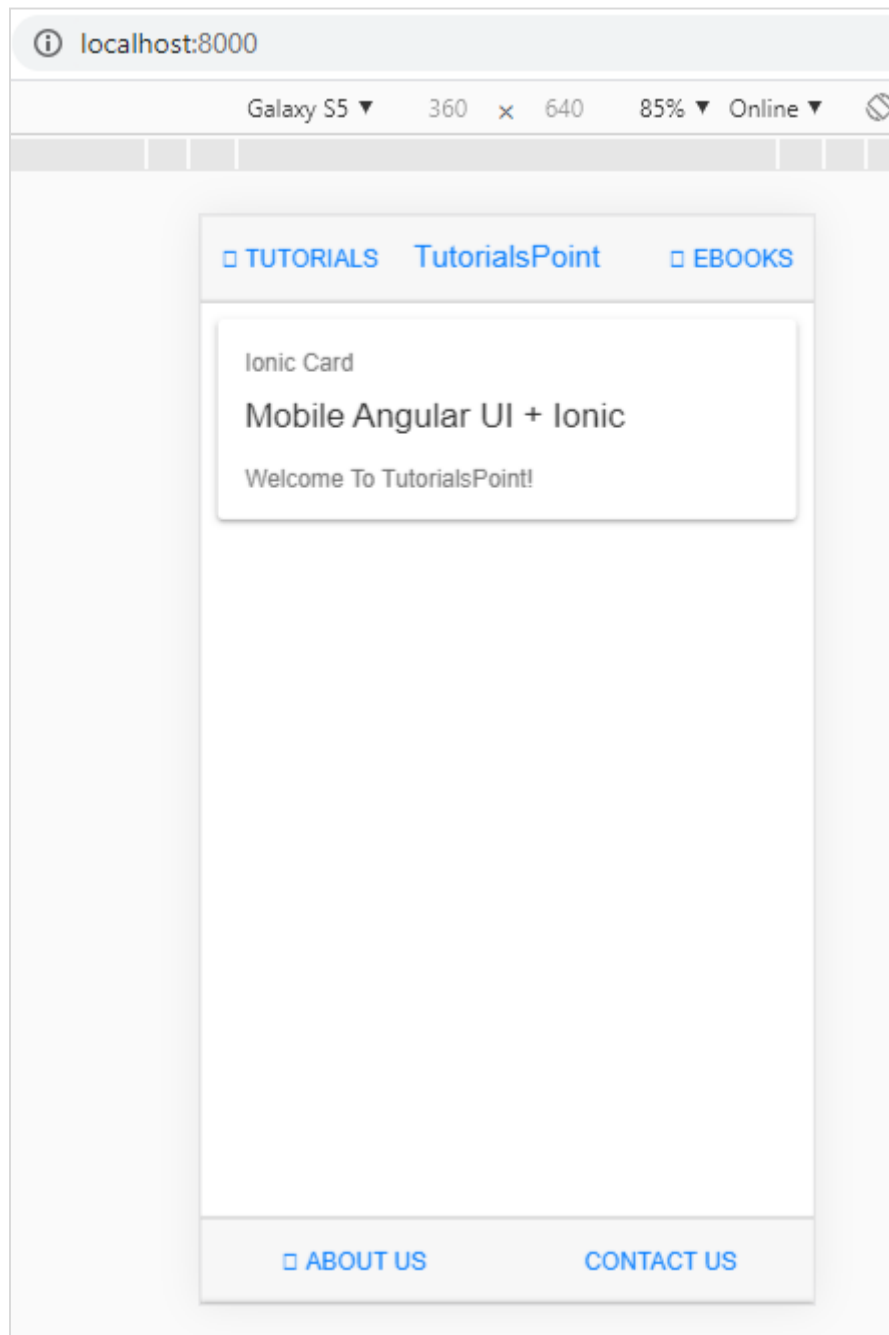 localhost:8000
Galaxy S5 ▼ 360 × 640 85% ▼ Online ▼
□ TUTORIALS TutorialsPoint □ EBOOKS
Ionic Card
Mobile Angular UI + Ionic
Welcome To TutorialsPoint!
□ ABOUT US CONTACT US